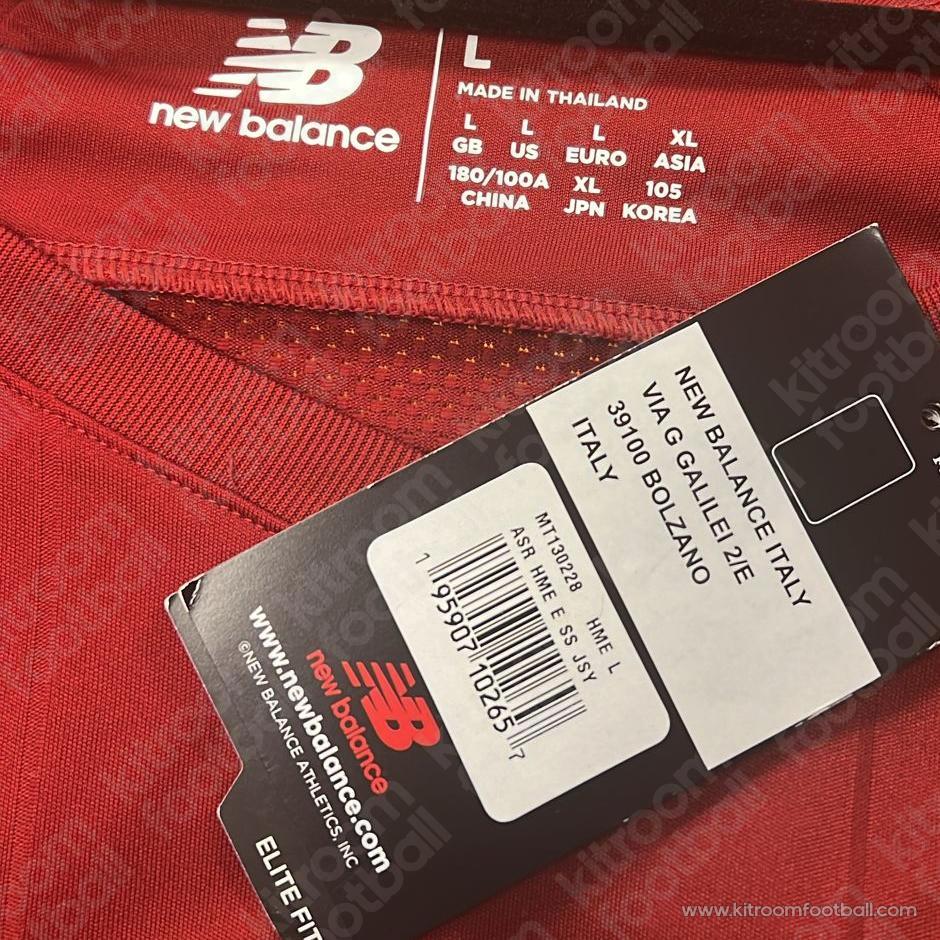 NB
new balance
L
MADE IN THAILAND
L L L XL
GB US EURO ASIA
180/100A XL 105
CHINA JPN KOREA
NEW BALANCE ITALY
VIA G GALILEI 2/E
39100 BOLZANO
ITALY
MT130228 HME L
ASR HME E SS JSY
1 95907 10265 7
NB
new balance
www.newbalance.com
©NEW BALANCE ATHLETICS, INC
ELITE FIT
kitroom
football
www.kitroomfootball.com